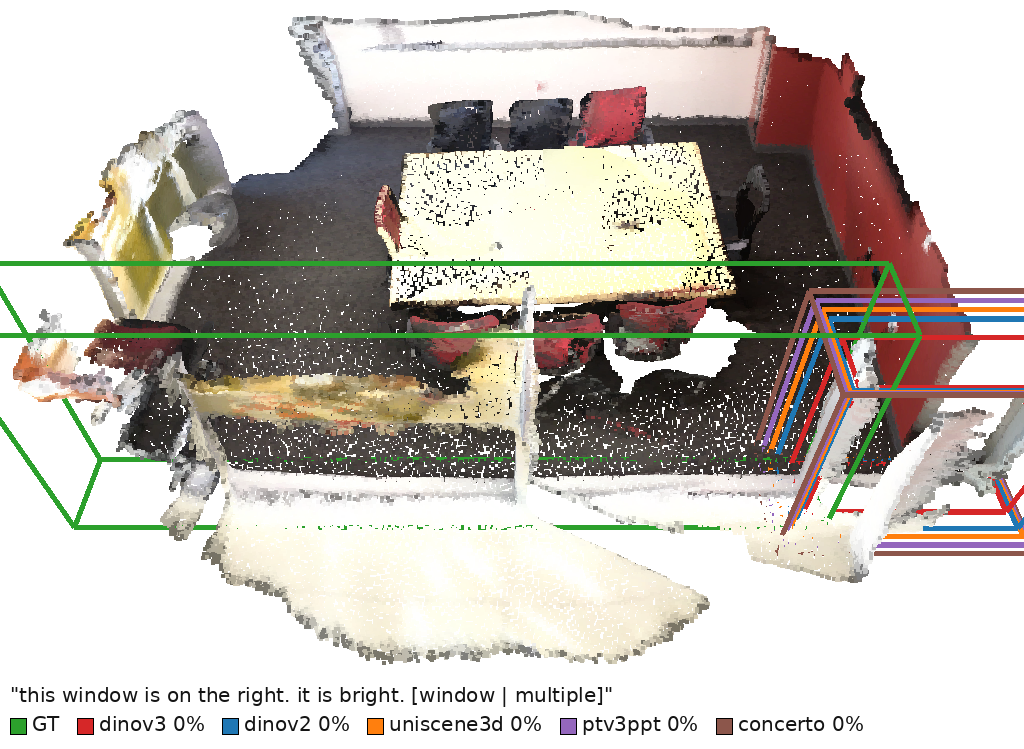 "this window is on the right. it is bright. [window | multiple]"
GT dinov3 0% dinov2 0% uniscene3d 0% ptv3ppt 0% concerto 0%